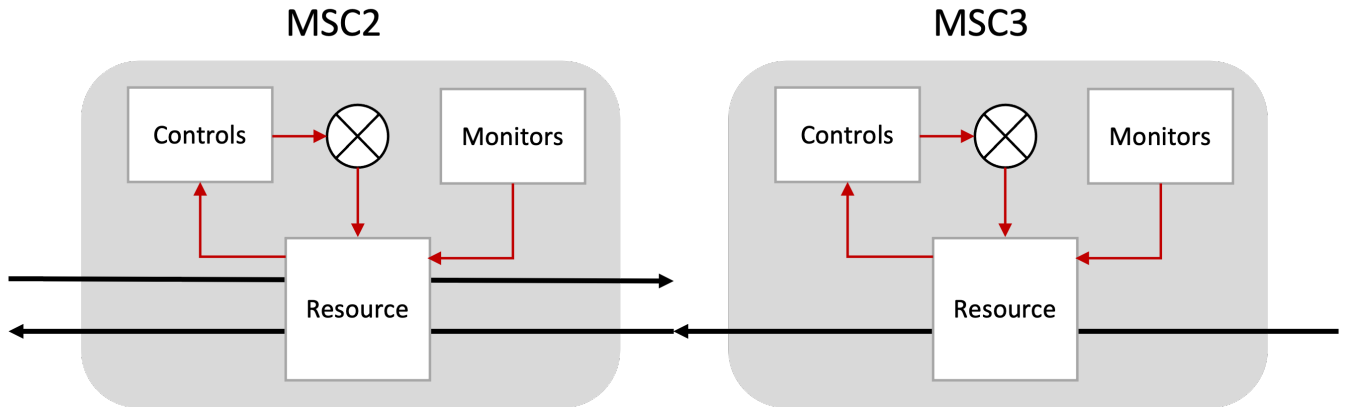 MSC2
MSC3
Controls
Monitors
Controls
Monitors
Resource
Resource